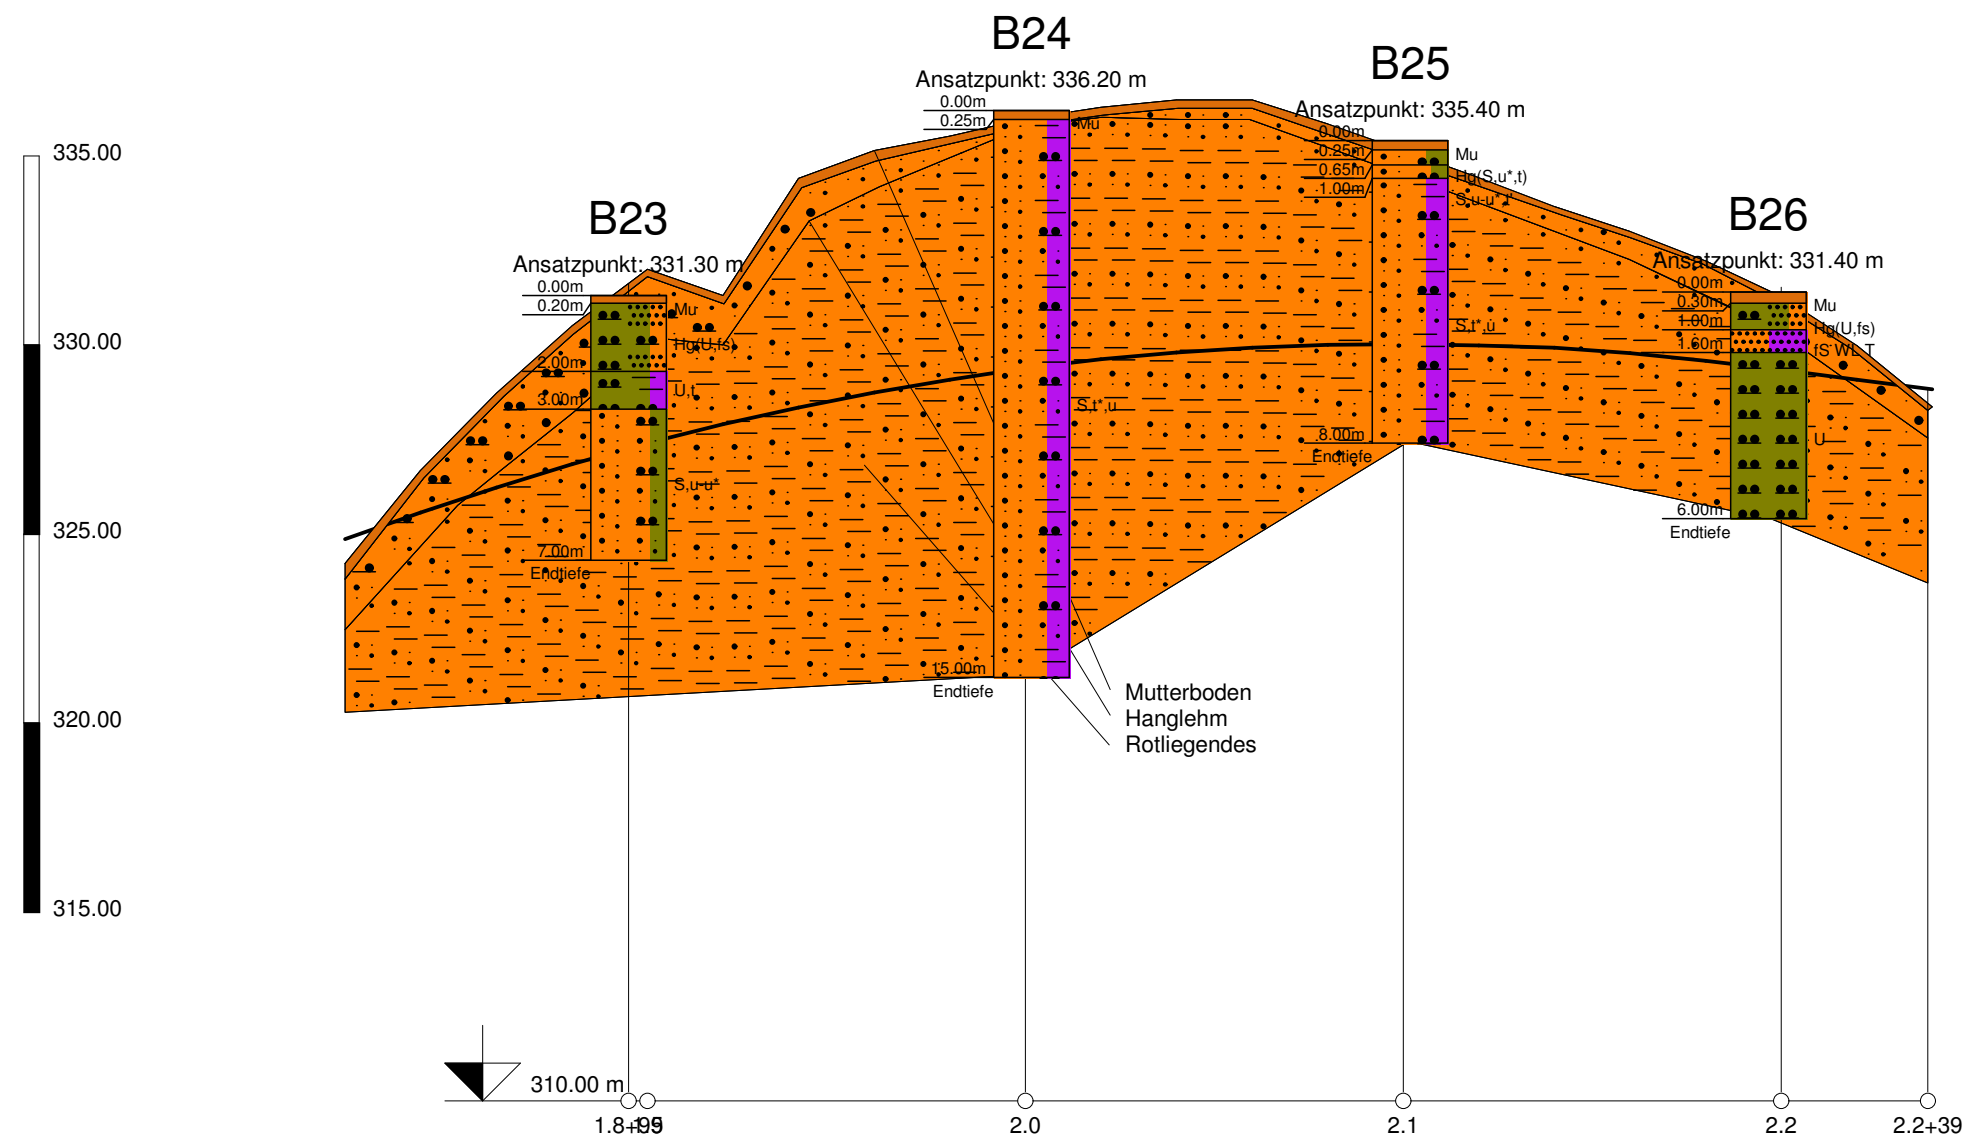 B24
Ansatzpunkt: 336.20 m
0.00m
0.25m
Mu
S,t*,u
15.00m
Endtiefe
B25
Ansatzpunkt: 335.40 m
0.00m
0.25m
0.65m
1.00m
Mu
Hg(S,u*,t)
S,u-u*,t'
S,t*,u
8.00m
Endtiefe
B23
Ansatzpunkt: 331.30 m
0.00m
0.20m
2.00m
3.00m
7.00m
Endtiefe
Mu
Hg(U,fs)
U,t
S,u-u*
B26
Ansatzpunkt: 331.40 m
0.00m
0.30m
1.00m
1.60m
6.00m
Endtiefe
Mu
Hg(U,fs)
fS WL T
U
335.00
330.00
325.00
320.00
315.00
Mutterboden
Hanglehm
Rotliegendes
310.00 m
2.0
2.1
2.2
2.2+39